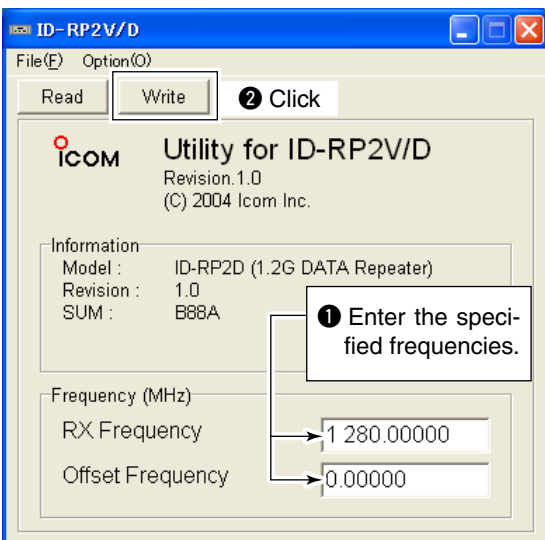 ID-RP2V/D
File(F) Option(O)
Read Write ❷ Click
ICOM Utility for ID-RP2V/D
Revision.1.0
(C) 2004 Icom Inc.
Information
Model : ID-RP2D (1.2G DATA Repeater)
Revision : 1.0
SUM : B88A
❶ Enter the speci-
fied frequencies.
Frequency (MHz)
RX Frequency 1 280.00000
Offset Frequency 0.00000